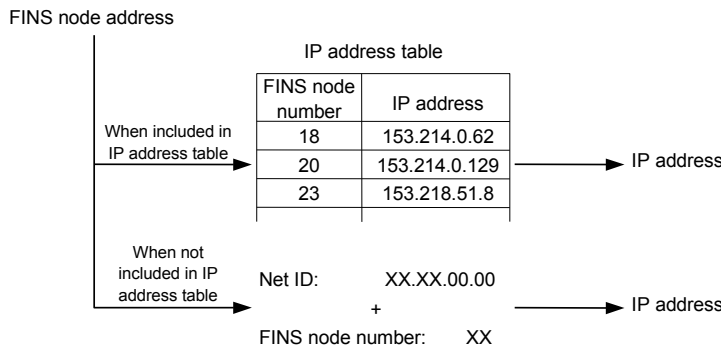 FINS node address
IP address table
FINS node
number
IP address
18
153.214.0.62
20
153.214.0.129
23
153.218.51.8
When included in
IP address table
IP address
When not
included in IP
address table
Net ID: XX.XX.00.00
+
FINS node number: XX
IP address